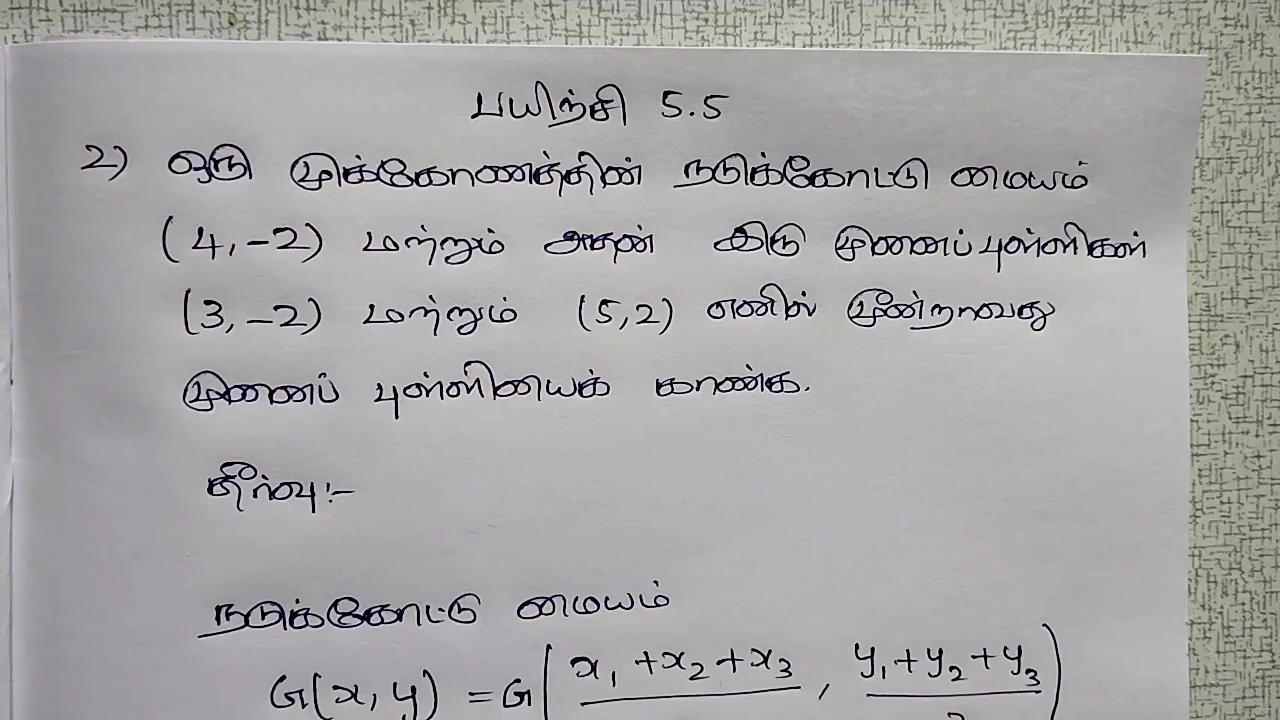 பயிற்சி 5.5
2) ஒரு முக்கோணத்தின் நடுக்கோட்டு மையம்
(4,-2) மற்றும் அதன் இரு முனைப்புள்ளிகள்
(3,-2) மற்றும் (5,2) எனில் மூன்றாவது
முனைப் புள்ளியைக் காண்க.
தீர்வு:-
நடுக்கோட்டு மையம்
G(x,y) = G(x₁+x₂+x₃ / , y₁+y₂+y₃ / )